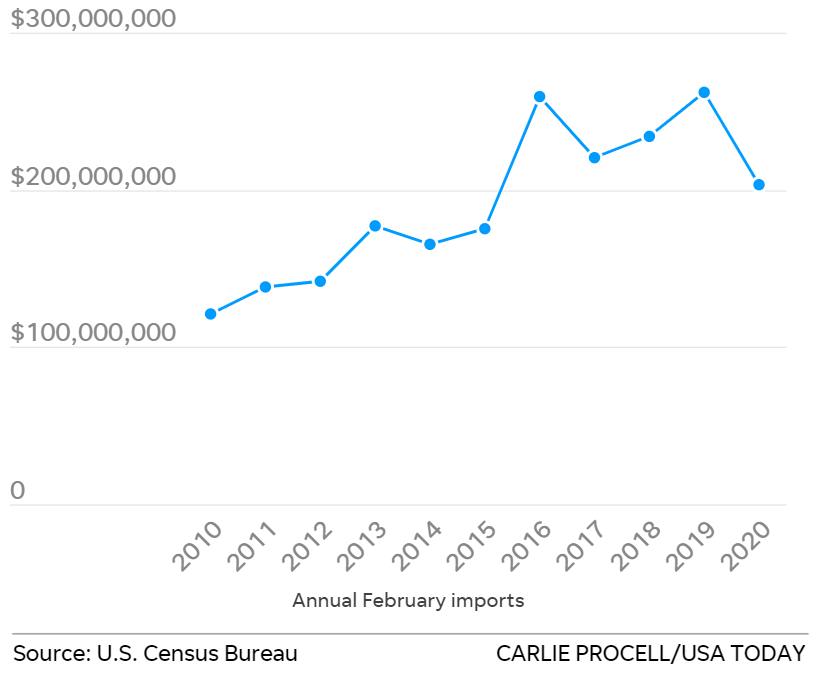 $300,000,000
$200,000,000
$100,000,000
0
2010 2011 2012 2013 2014 2015 2016 2017 2018 2019 2020
Annual February imports
Source: U.S. Census Bureau CARLIE PROCELL/USA TODAY